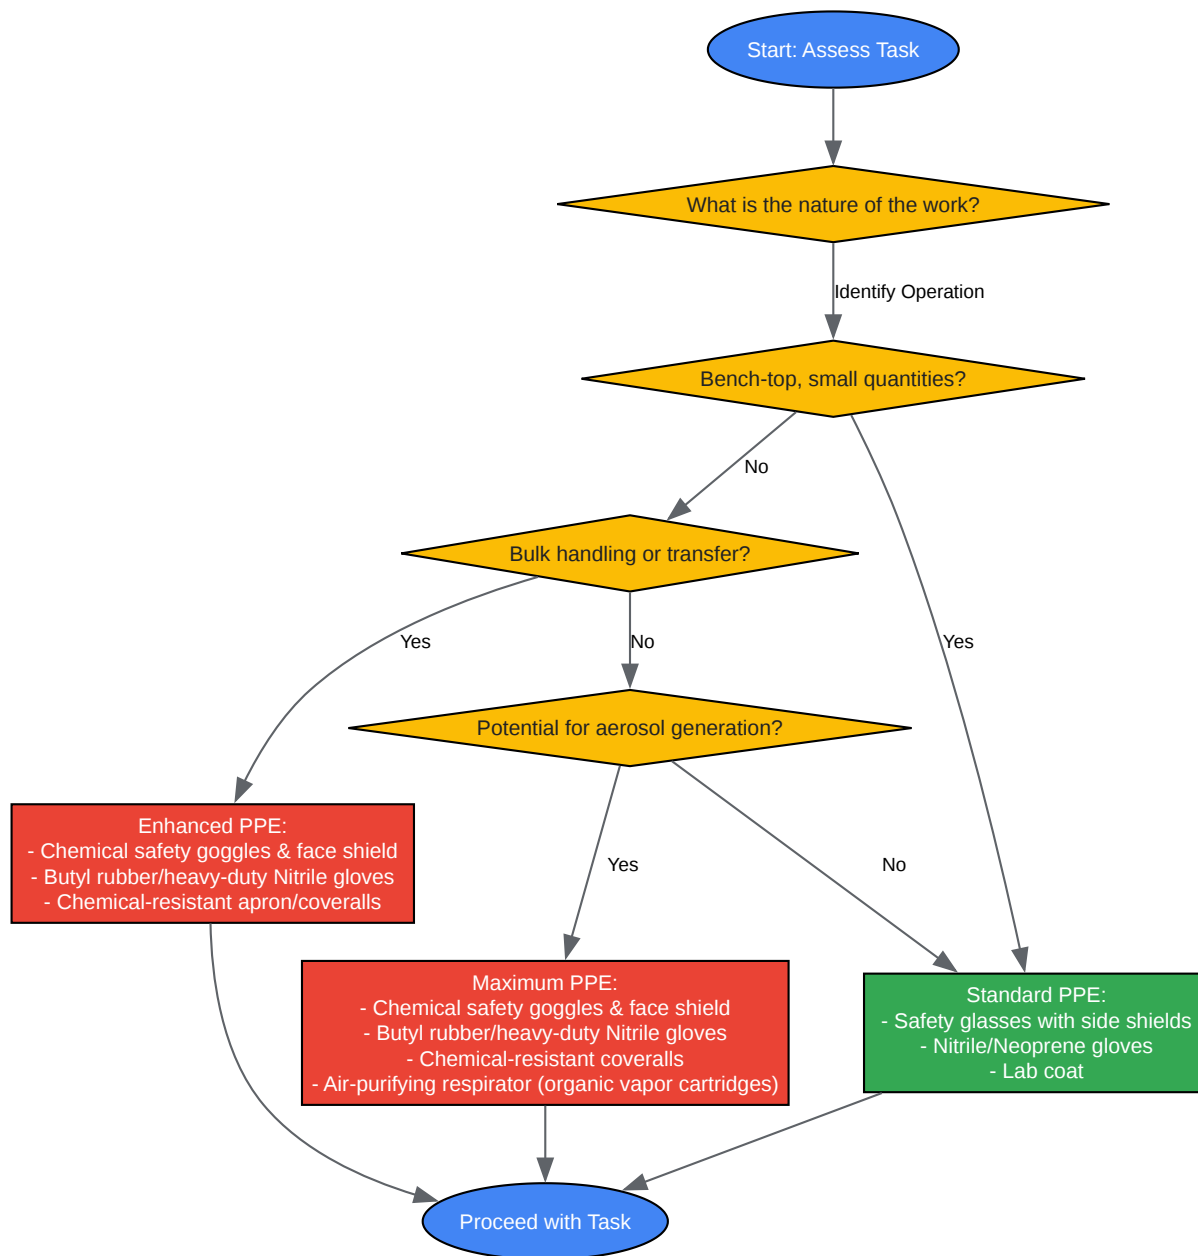 Start: Assess Task
What is the nature of the work?
Identify Operation
Bench-top, small quantities?
No
Bulk handling or transfer?
Yes
No
Yes
Potential for aerosol generation?
Enhanced PPE:
- Chemical safety goggles & face shield
- Butyl rubber/heavy-duty Nitrile gloves
- Chemical-resistant apron/coveralls
Yes
No
Maximum PPE:
- Chemical safety goggles & face shield
- Butyl rubber/heavy-duty Nitrile gloves
- Chemical-resistant coveralls
- Air-purifying respirator (organic vapor cartridges)
Standard PPE:
- Safety glasses with side shields
- Nitrile/Neoprene gloves
- Lab coat
Proceed with Task